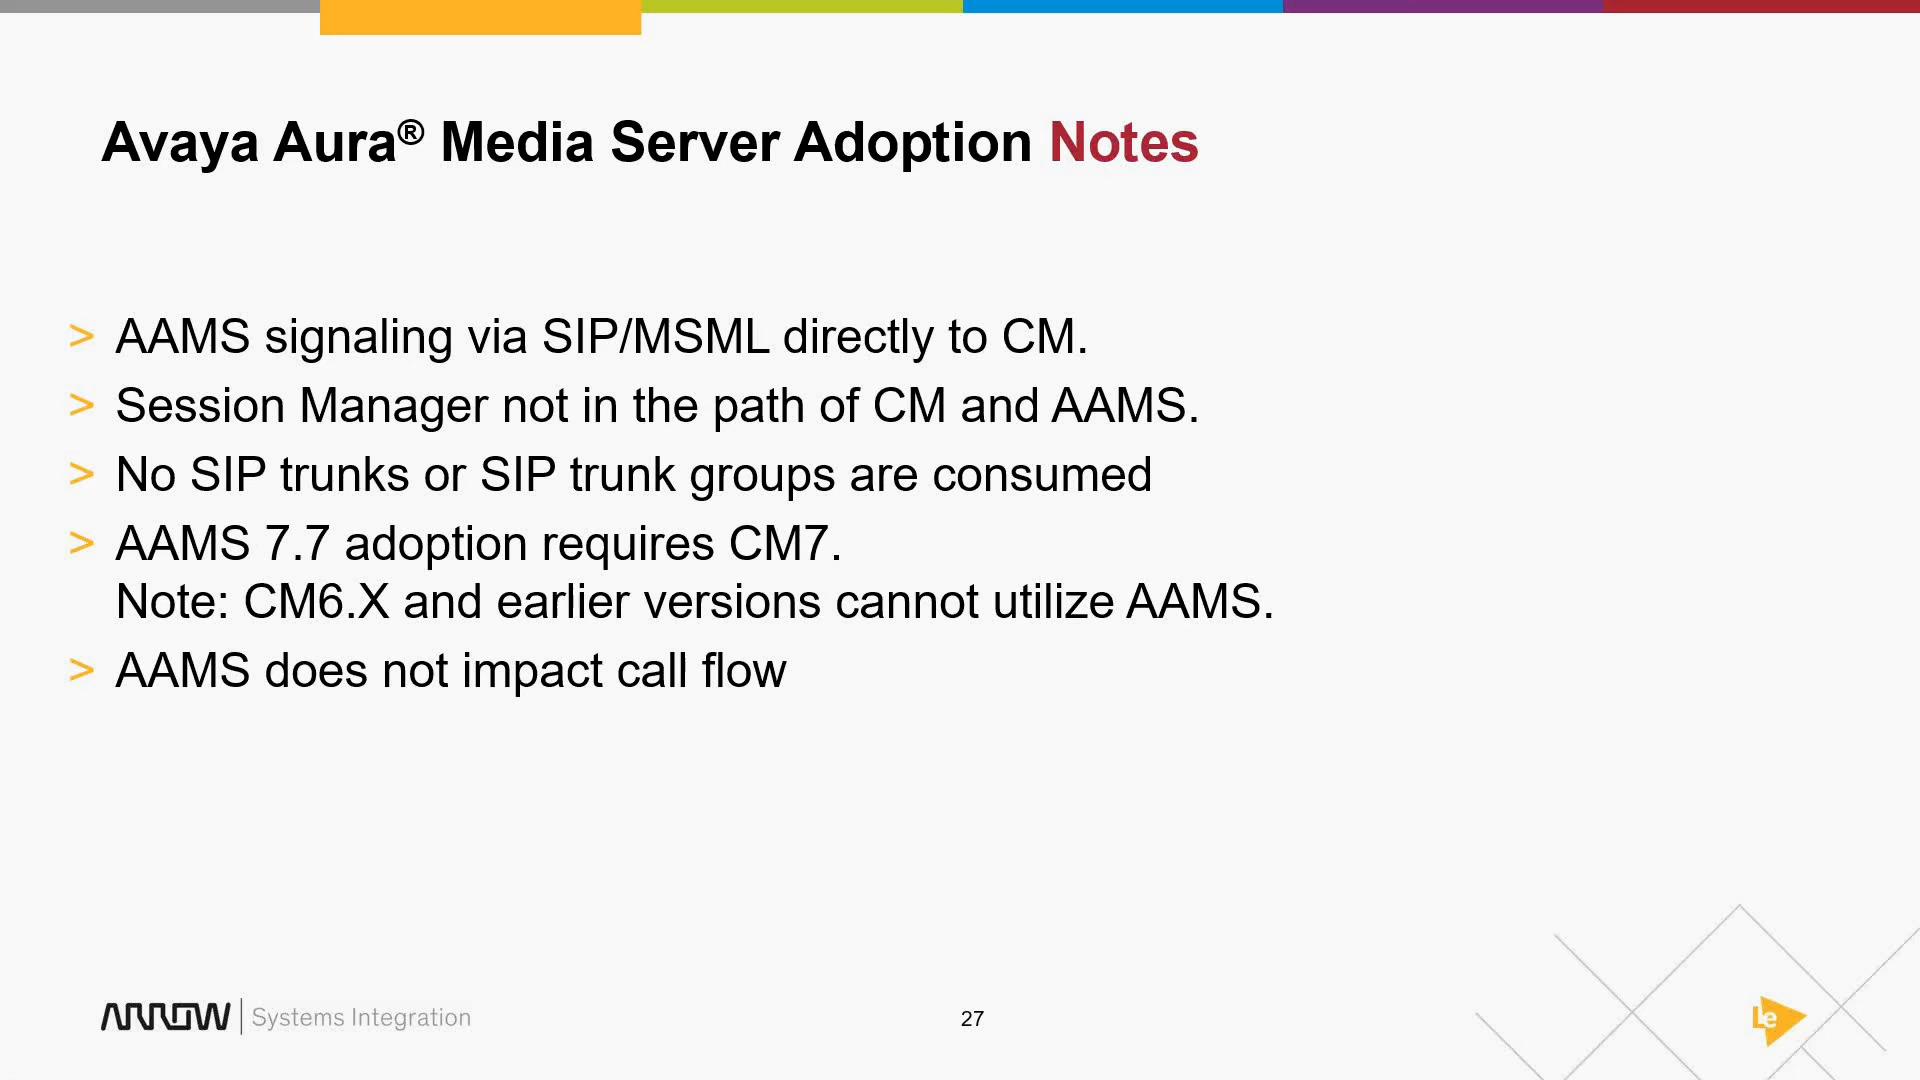 Avaya Aura® Media Server Adoption Notes
> AAMS signaling via SIP/MSML directly to CM.
> Session Manager not in the path of CM and AAMS.
> No SIP trunks or SIP trunk groups are consumed
> AAMS 7.7 adoption requires CM7.
Note: CM6.X and earlier versions cannot utilize AAMS.
> AAMS does not impact call flow
ARROW Systems Integration
27
Le